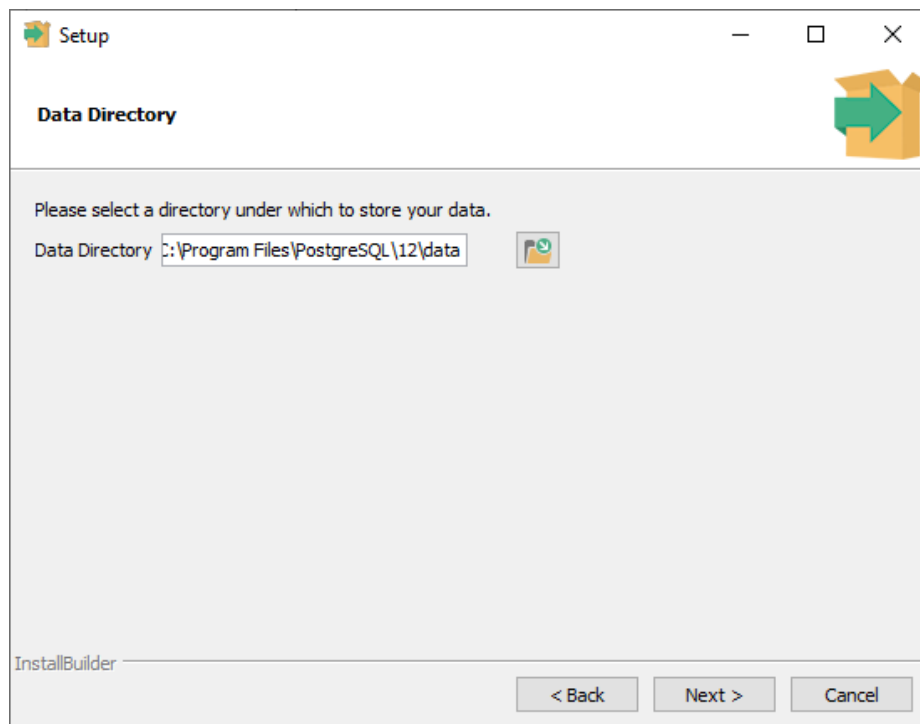 Setup
Data Directory
Please select a directory under which to store your data.
Data Directory C:\Program Files\PostgreSQL\12\data
InstallBuilder
< Back Next > Cancel